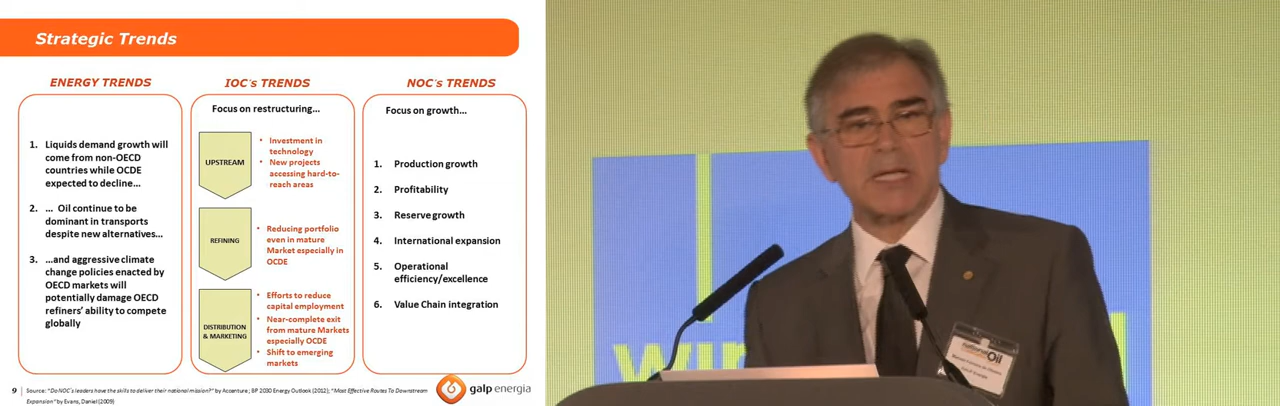 Strategic Trends
ENERGY TRENDS
1. Liquids demand growth will
come from non-OECD
countries while OCDE
expected to decline...
2. ... Oil continue to be
dominant in transports
despite new alternatives...
3. ...and aggressive climate
change policies enacted by
OECD markets will
potentially damage OECD
refiners' ability to compete
globally
IOC´s TRENDS
Focus on restructuring...
UPSTREAM
• Investment in
technology
• New projects
accessing hard-to-
reach areas
REFINING
• Reducing portfolio
even in mature
Market especially in
OCDE
DISTRIBUTION
& MARKETING
• Efforts to reduce
capital employment
• Near-complete exit
from mature Markets
especially OCDE
• Shift to emerging
markets
NOC´s TRENDS
Focus on growth...
1. Production growth
2. Profitability
3. Reserve growth
4. International expansion
5. Operational
efficiency/excellence
6. Value Chain integration
9 Source: "Do NOC´s leaders have the skills to deliver their national mission?" by Accenture; BP 2030 Energy Outlook (2012); "Most Effective Routes To Downstream
Expansion" by Evans, Daniel (2009)
galp energia
national
Oil